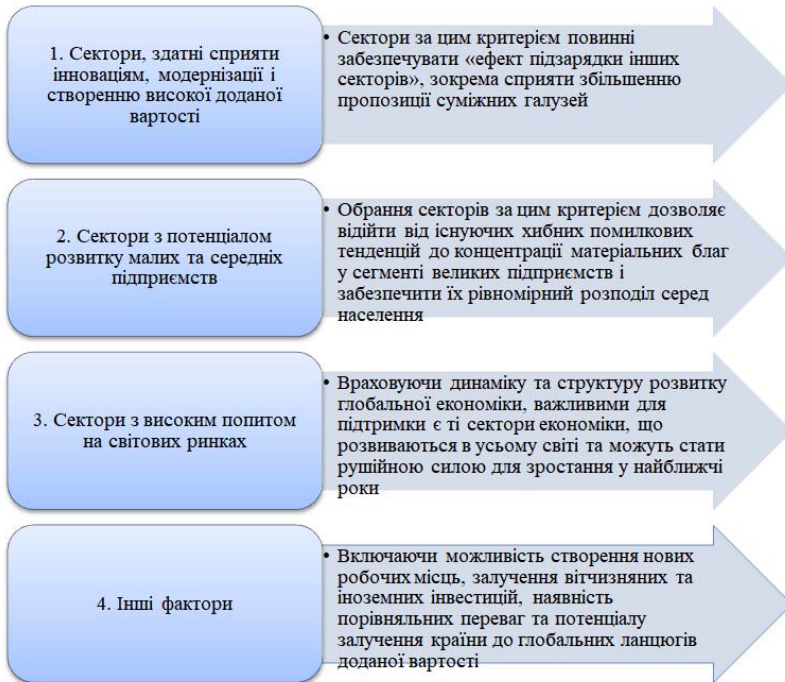 1. Сектори, здатні сприяти
інноваціям, модернізації і
створенню високої доданої
вартості
• Сектори за цим критерієм повинні
забезпечувати «ефект підзарядки інших
секторів», зокрема сприяти збільшенню
пропозиції суміжних галузей
2. Сектори з потенціалом
розвитку малих та середніх
підприємств
• Обрання секторів за цим критерієм дозволяє
відійти від існуючих хибних помилкових
тенденцій до концентрації матеріальних благ
у сегменті великих підприємств і
забезпечити їх рівномірний розподіл серед
населення
3. Сектори з високим попитом
на світових ринках
• Враховуючи динаміку та структуру розвитку
глобальної економіки, важливими для
підтримки є ті сектори економіки, що
розвиваються в усьому світі та можуть стати
рушійною силою для зростання у найближчі
роки
4. Інші фактори
• Включаючи можливість створення нових
робочих місць, залучення вітчизняних та
іноземних інвестицій, наявність
порівняльних переваг та потенціалу
залучення країни до глобальних ланцюгів
доданої вартості